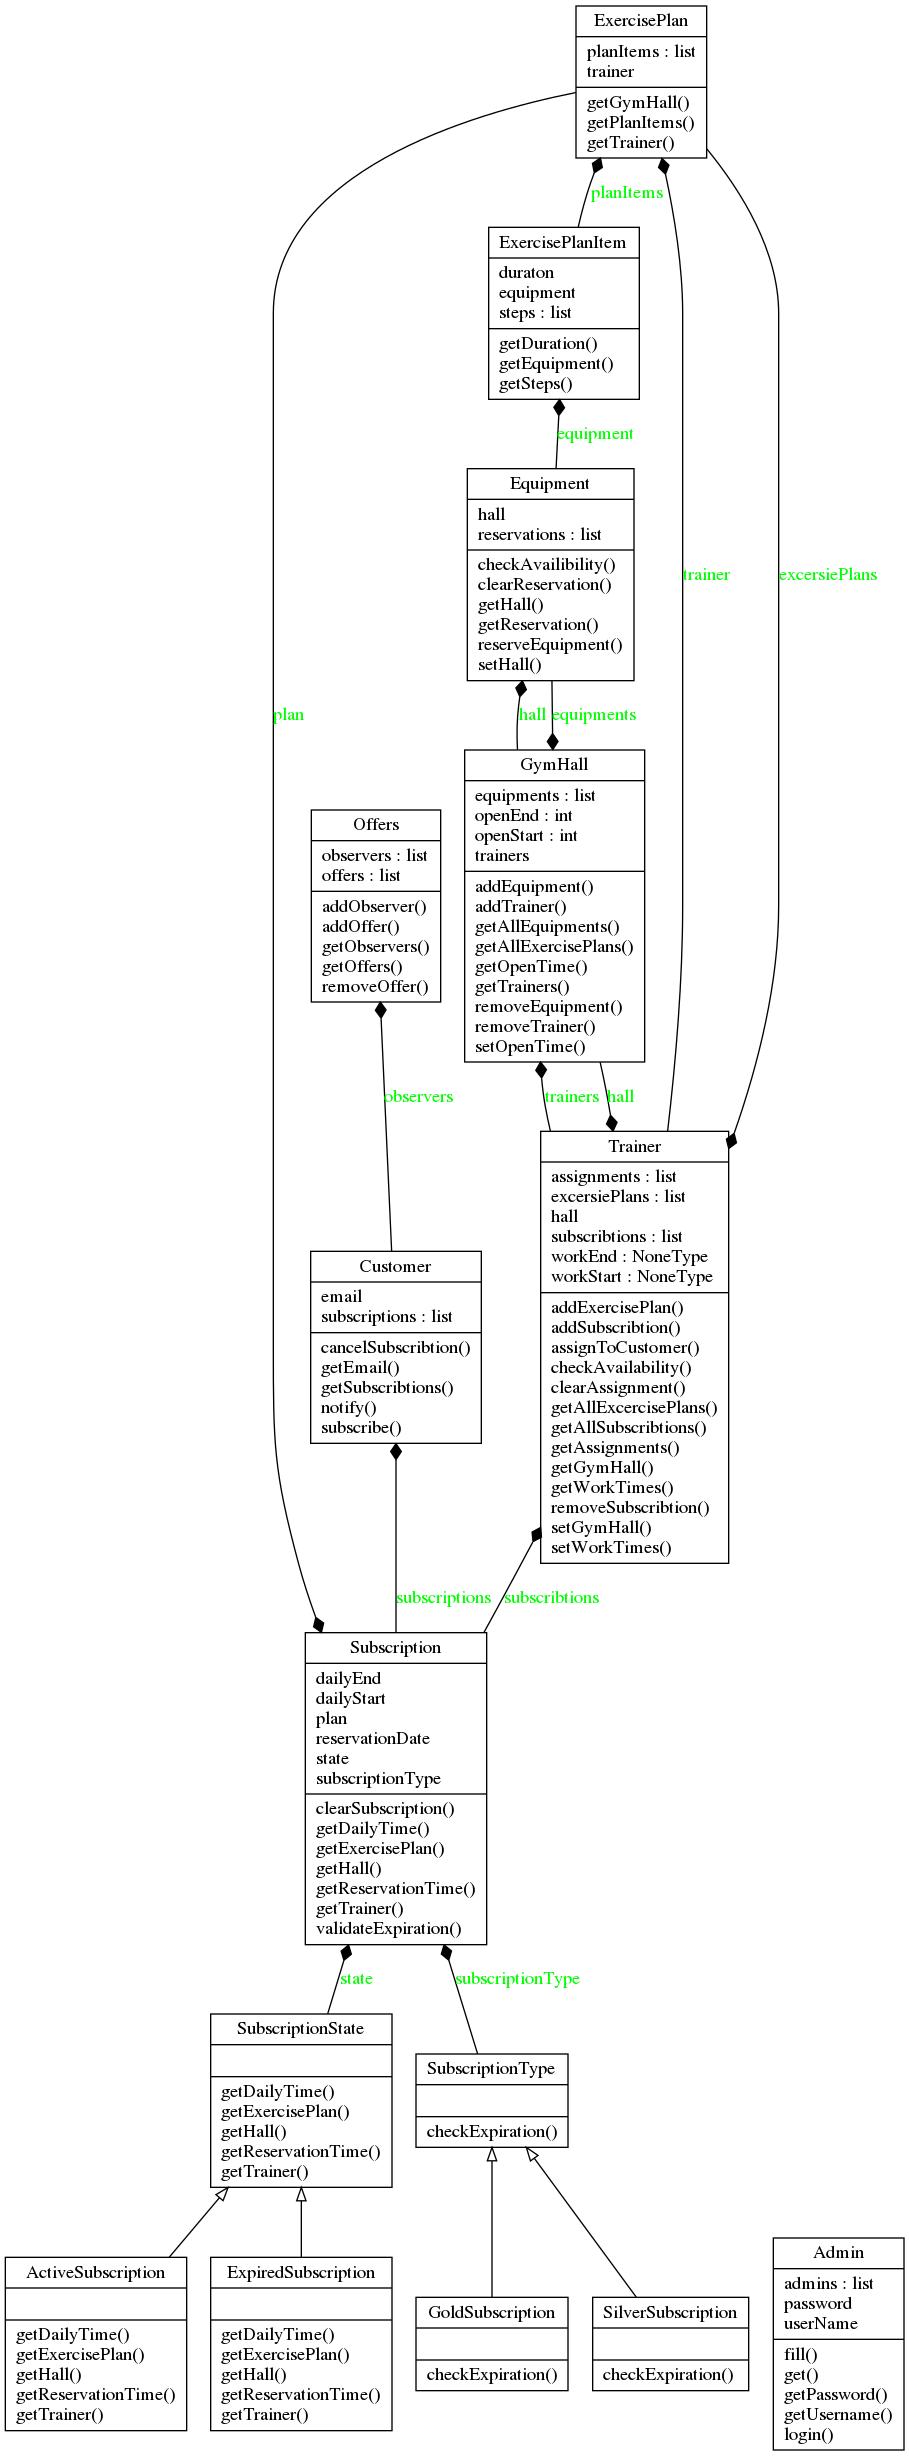 ExercisePlan
planItems : list
trainer
getGymHall()
getPlanItems()
getTrainer()
planItems
ExercisePlanItem
duraton
equipment
steps : list
getDuration()
getEquipment()
getSteps()
equipment
Equipment
hall
reservations : list
checkAvailibility()
clearReservation()
getHall()
getReservation()
reserveEquipment()
setHall()
trainer
excersiePlans
plan
hall
equipments
GymHall
equipments : list
openEnd : int
openStart : int
trainers
addEquipment()
addTrainer()
getAllEquipments()
getAllExercisePlans()
getOpenTime()
getTrainers()
removeEquipment()
removeTrainer()
setOpenTime()
Offers
observers : list
offers : list
addObserver()
addOffer()
getObservers()
getOffers()
removeOffer()
observers
trainers
hall
Trainer
assignments : list
excersiePlans : list
hall
subscribtions : list
workEnd : NoneType
workStart : NoneType
addExercisePlan()
addSubscribtion()
assignToCustomer()
checkAvailability()
clearAssignment()
getAllExcercisePlans()
getAllSubscribtions()
getAssignments()
getGymHall()
getWorkTimes()
removeSubscribtion()
setGymHall()
setWorkTimes()
Customer
email
subscriptions : list
cancelSubscribtion()
getEmail()
getSubscribtions()
notify()
subscribe()
subscriptions
subscribtions
Subscription
dailyEnd
dailyStart
plan
reservationDate
state
subscriptionType
clearSubscription()
getDailyTime()
getExercisePlan()
getHall()
getReservationTime()
getTrainer()
validateExpiration()
state
subscriptionType
SubscriptionState
getDailyTime()
getExercisePlan()
getHall()
getReservationTime()
getTrainer()
SubscriptionType
checkExpiration()
ActiveSubscription
getDailyTime()
getExercisePlan()
getHall()
getReservationTime()
getTrainer()
ExpiredSubscription
getDailyTime()
getExercisePlan()
getHall()
getReservationTime()
getTrainer()
GoldSubscription
checkExpiration()
SilverSubscription
checkExpiration()
Admin
admins : list
password
userName
fill()
get()
getPassword()
getUsername()
login()